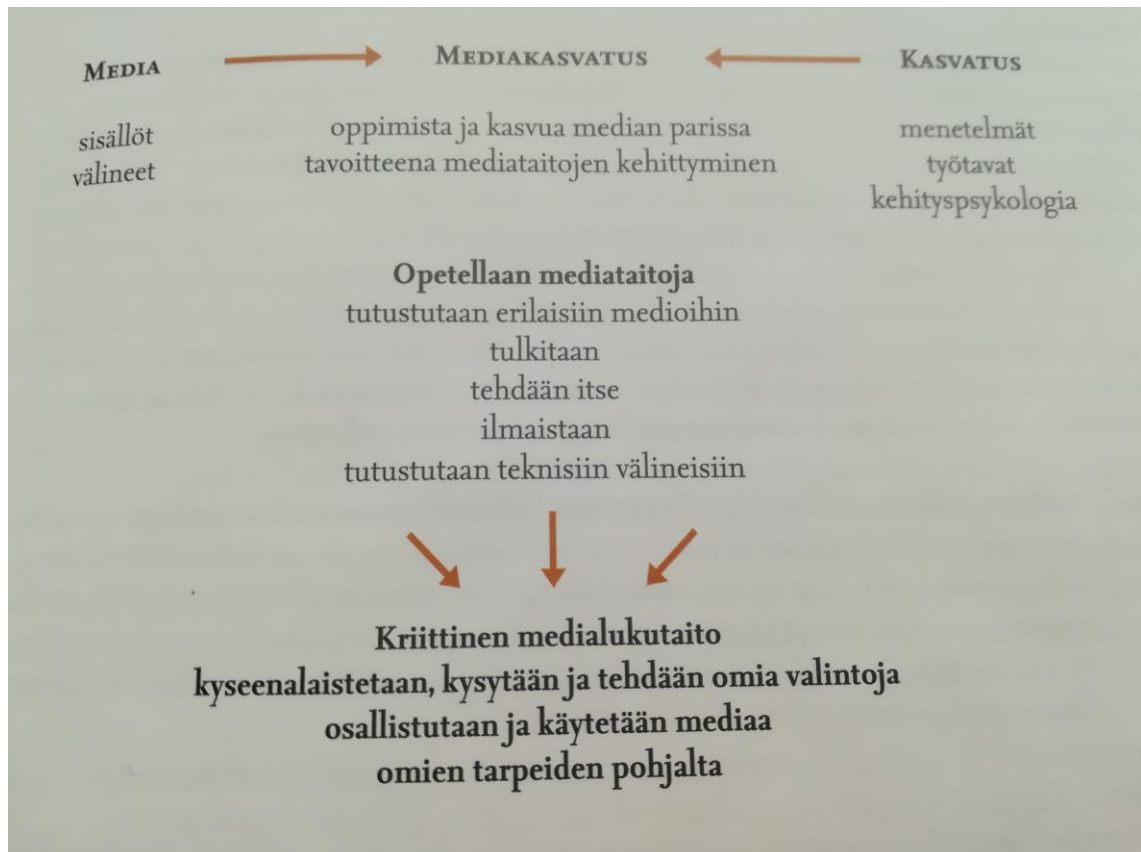 MEDIA
MEDIAKASVATUS
KASVATUS
sisällöt
välineet
oppimista ja kasvua median parissa
tavoitteena mediataitojen kehittyminen
menetelmät
työtavat
kehityspsykologia
Opetellaan mediataitoja
tutustutaan erilaisiin medioihin
tulkitaan
tehdään itse
ilmaistaan
tutustutaan teknisiin välineisiin
Kriittinen medialukutaito
kyseenalaistetaan, kysytään ja tehdään omia valintoja
osallistutaan ja käytetään mediaa
omien tarpeiden pohjalta